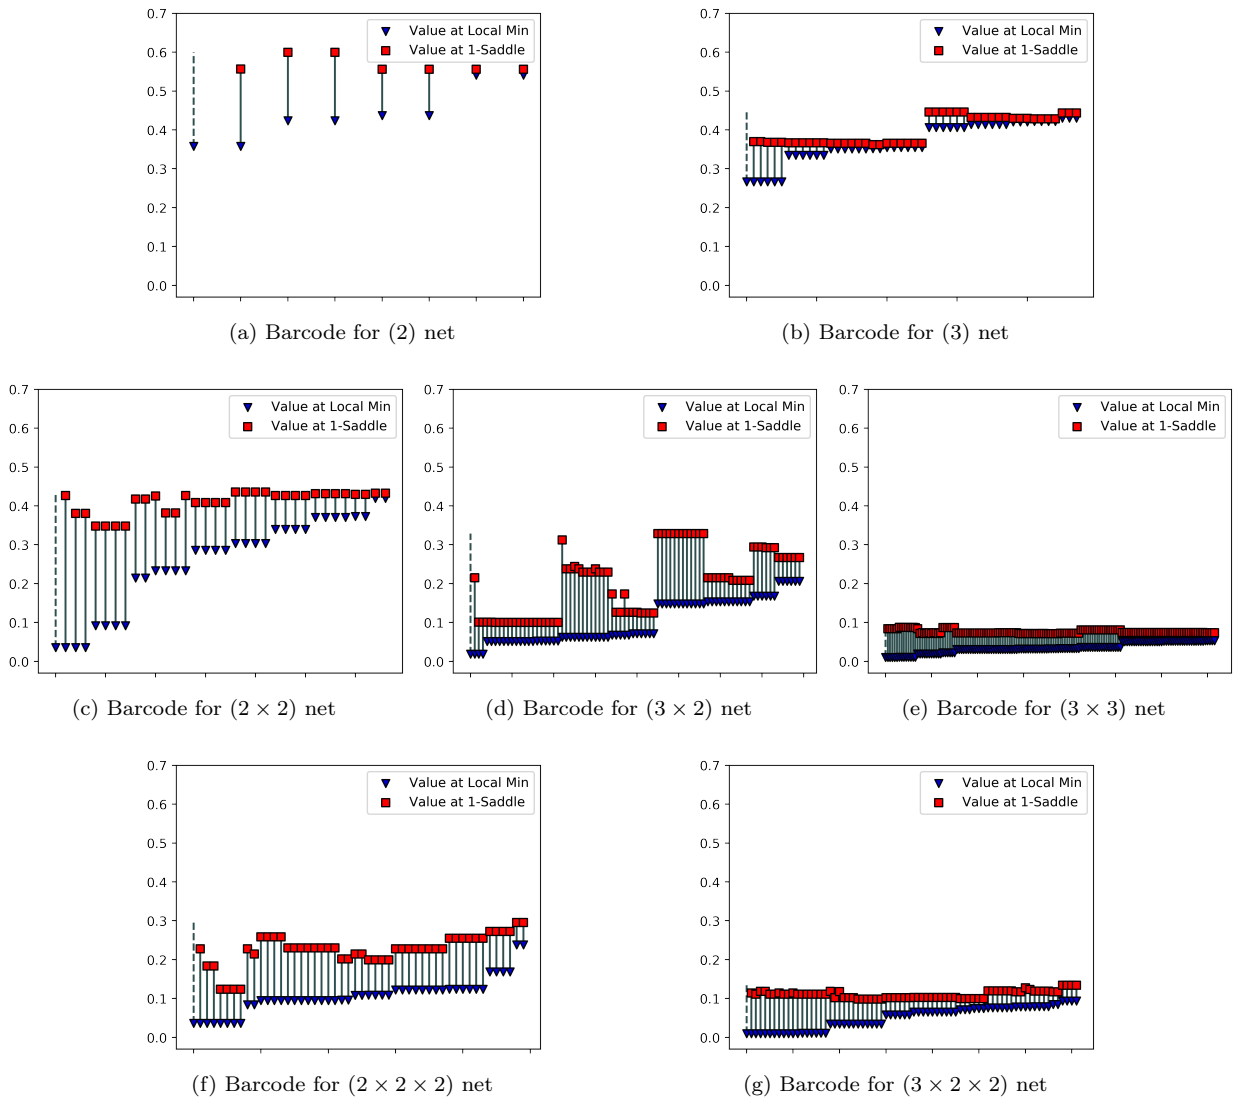 0.7
0.6
0.5
0.4
0.3
0.2
0.1
0.0
Value at Local Min
Value at 1-Saddle
(a) Barcode for (2) net
0.7
0.6
0.5
0.4
0.3
0.2
0.1
0.0
Value at Local Min
Value at 1-Saddle
(b) Barcode for (3) net
0.7
0.6
0.5
0.4
0.3
0.2
0.1
0.0
Value at Local Min
Value at 1-Saddle
(c) Barcode for (2 × 2) net
0.7
0.6
0.5
0.4
0.3
0.2
0.1
0.0
Value at Local Min
Value at 1-Saddle
(d) Barcode for (3 × 2) net
0.7
0.6
0.5
0.4
0.3
0.2
0.1
0.0
Value at Local Min
Value at 1-Saddle
(e) Barcode for (3 × 3) net
0.7
0.6
0.5
0.4
0.3
0.2
0.1
0.0
Value at Local Min
Value at 1-Saddle
(f) Barcode for (2 × 2 × 2) net
0.7
0.6
0.5
0.4
0.3
0.2
0.1
0.0
Value at Local Min
Value at 1-Saddle
(g) Barcode for (3 × 2 × 2) net